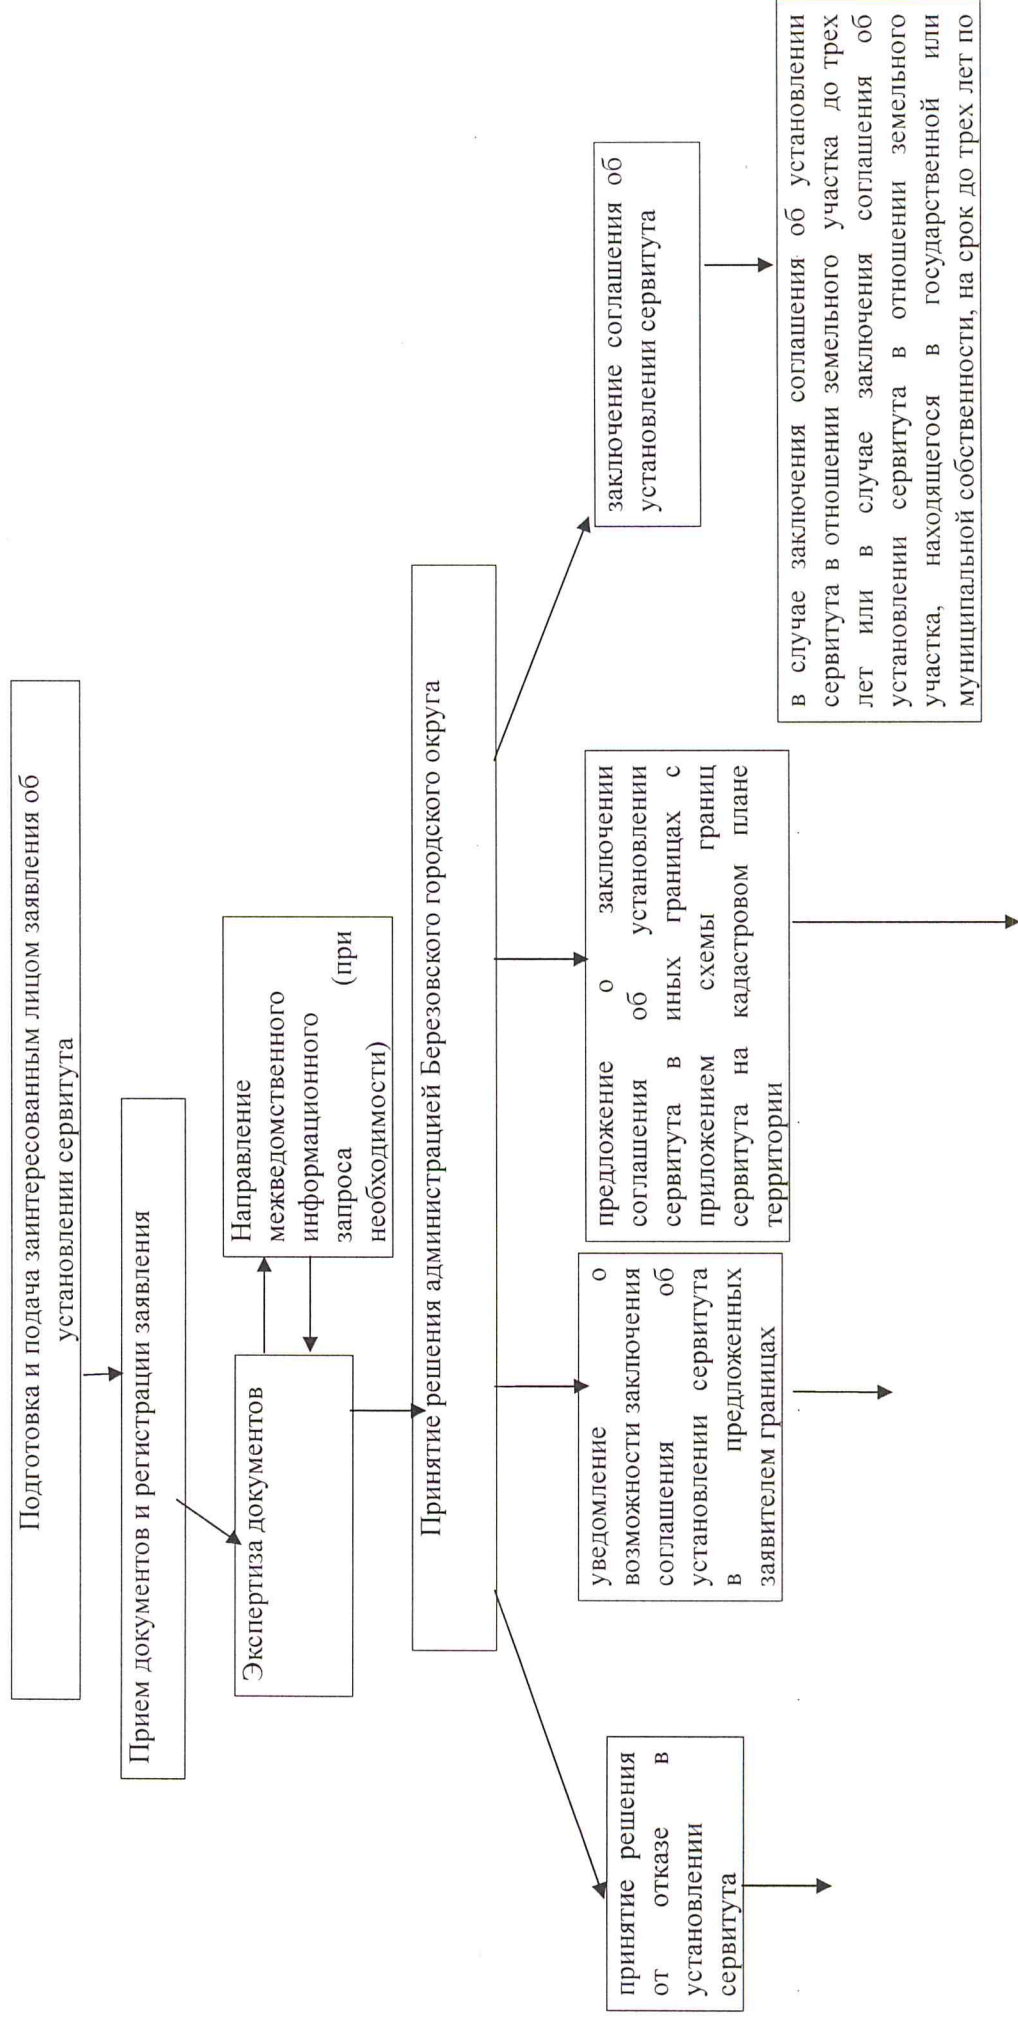 Подготовка и подача заинтересованным лицом заявления об
установлении сервитута
Прием документов и регистрации заявления
Экспертиза документов
Направление
межведомственного
информационного
запроса (при
необходимости)
Принятие решения администрацией Березовского городского округа
принятие решения
от отказе в
установлении
сервитута
уведомление о
возможности заключения
соглашения об
установлении сервитута
в предложенных
заявителем границах
предложение о заключении
соглашения об установлении
сервитута в иных границах с
приложением схемы границ
сервитута на кадастровом плане
территории
заключение соглашения об
установлении сервитута
в случае заключения соглашения об установлении
сервитута в отношении земельного участка до трех
лет или в случае заключения соглашения об
установлении сервитута в отношении земельного
участка, находящегося в государственной или
муниципальной собственности, на срок до трех лет по